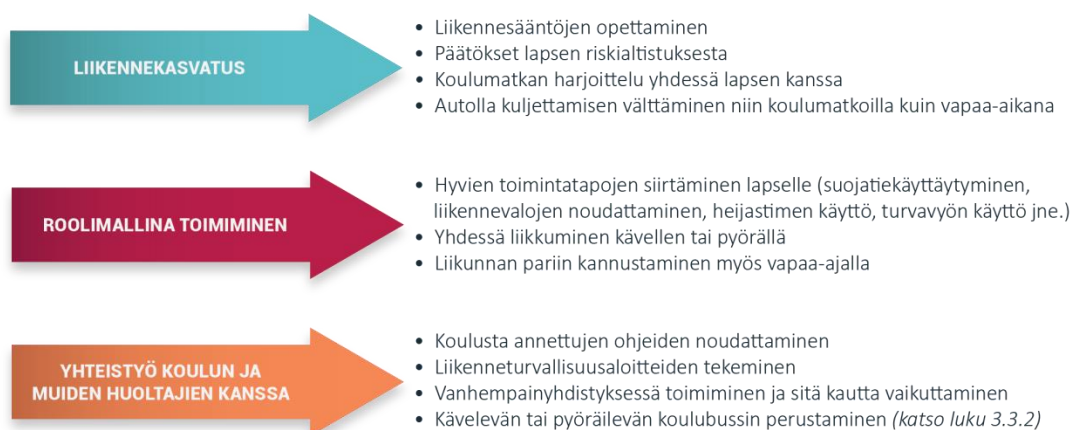 LIIKENNEKASVATUS
• Liikennesääntöjen opettaminen
• Päätökset lapsen riskialtistuksesta
• Koulumatkan harjoittelu yhdessä lapsen kanssa
• Autolla kuljettamisen välttäminen niin koulumatkoilla kuin vapaa-aikana
ROOLIMALLINA TOIMIMINEN
• Hyvien toimintatapojen siirtäminen lapselle (suojatiekäyttäytyminen,
liikennevalojen noudattaminen, heijastimen käyttö, turvavyön käyttö jne.)
• Yhdessä liikkuminen kävellen tai pyörällä
• Liikunnan pariin kannustaminen myös vapaa-ajalla
YHTEISTYÖ KOULUN JA
MUIDEN HUOLTAJIEN KANSSA
• Koulusta annettujen ohjeiden noudattaminen
• Liikenneturvallisuusaloitteiden tekeminen
• Vanhempainyhdistyksessä toimiminen ja sitä kautta vaikuttaminen
• Kävelevän tai pyöräilevän koulubussin perustaminen (katso luku 3.3.2)